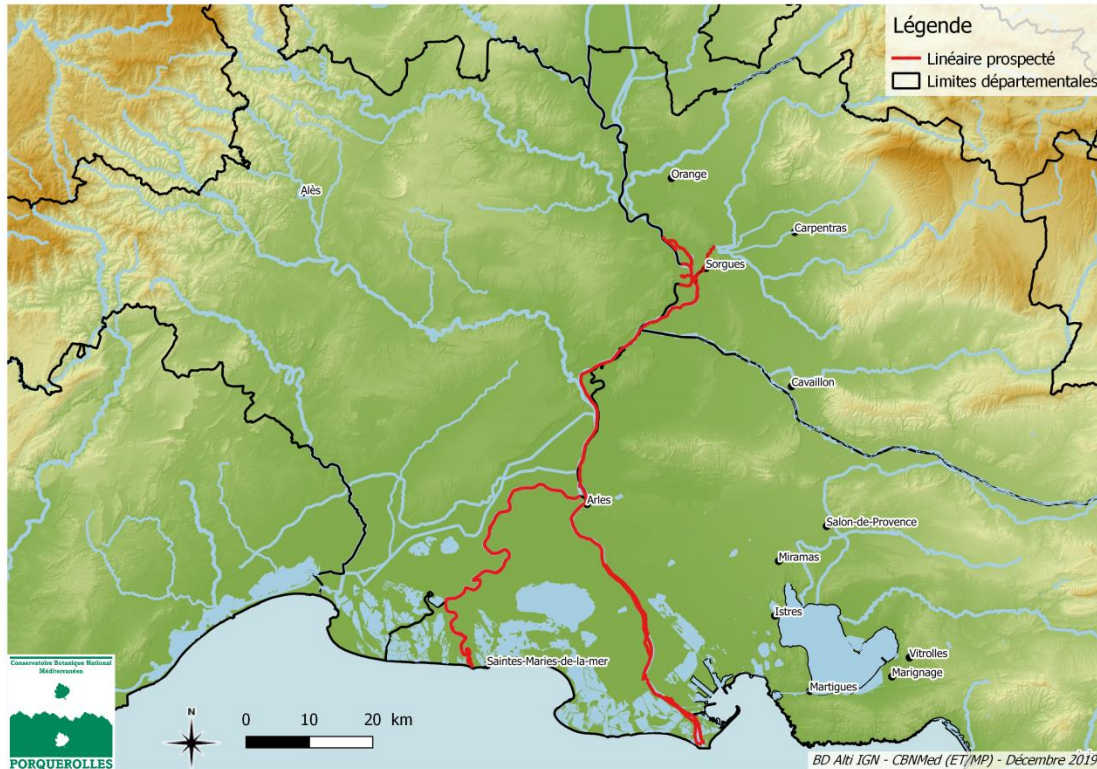 Légende
Linéaire prospecté
Limites départementales
Orange
Alès
Carpentras
Sorgues
Cavaillon
Arles
Salon-de-Provence
Miramas
Istres
Saintes-Maries-de-la-mer
Vitrolles
Marignage
Martigues
Conservatoire Botanique National
Méditerranéen
PORQUEROLLES
N
0 10 20 km
BD Alti IGN - CBNMed (ET/MP) - Décembre 2019